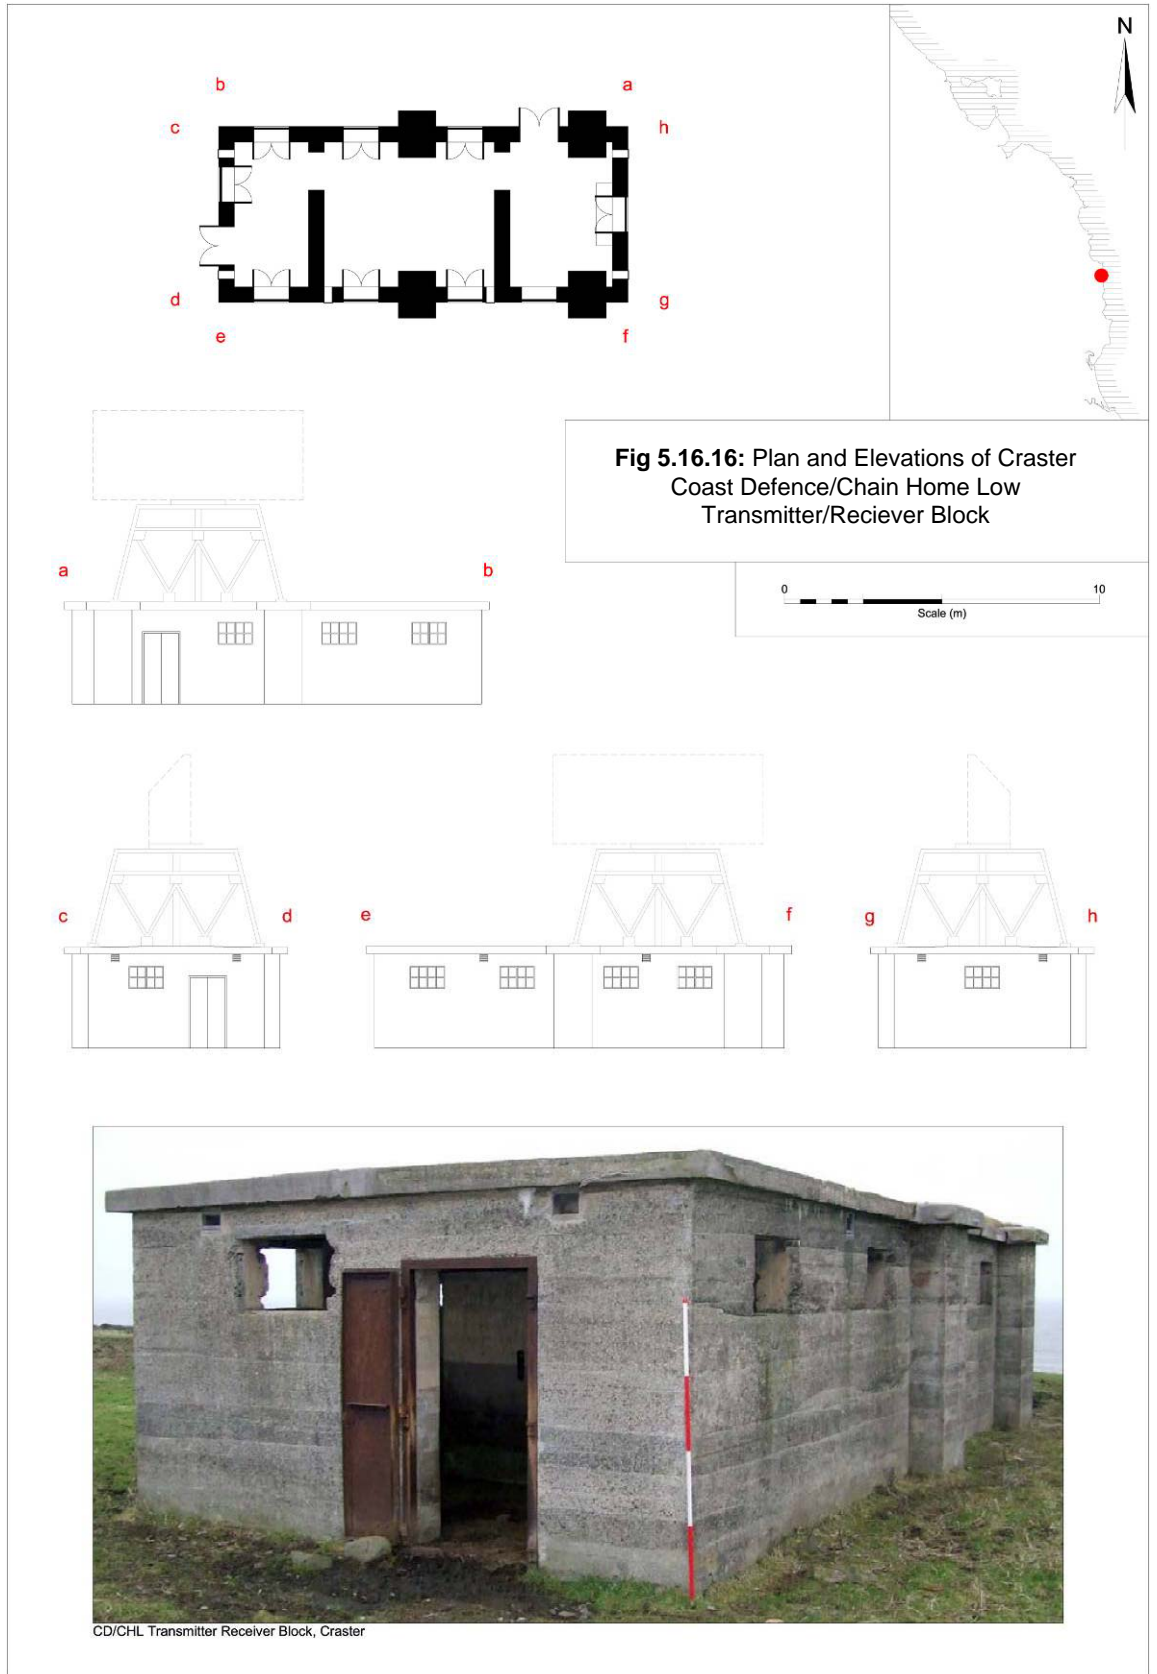 N
b
a
c
h
d
g
e
f
Fig 5.16.16: Plan and Elevations of Craster
Coast Defence/Chain Home Low
Transmitter/Reciever Block
a
b
0
10
Scale (m)
c
d
e
f
g
h
CD/CHL Transmitter Receiver Block, Craster